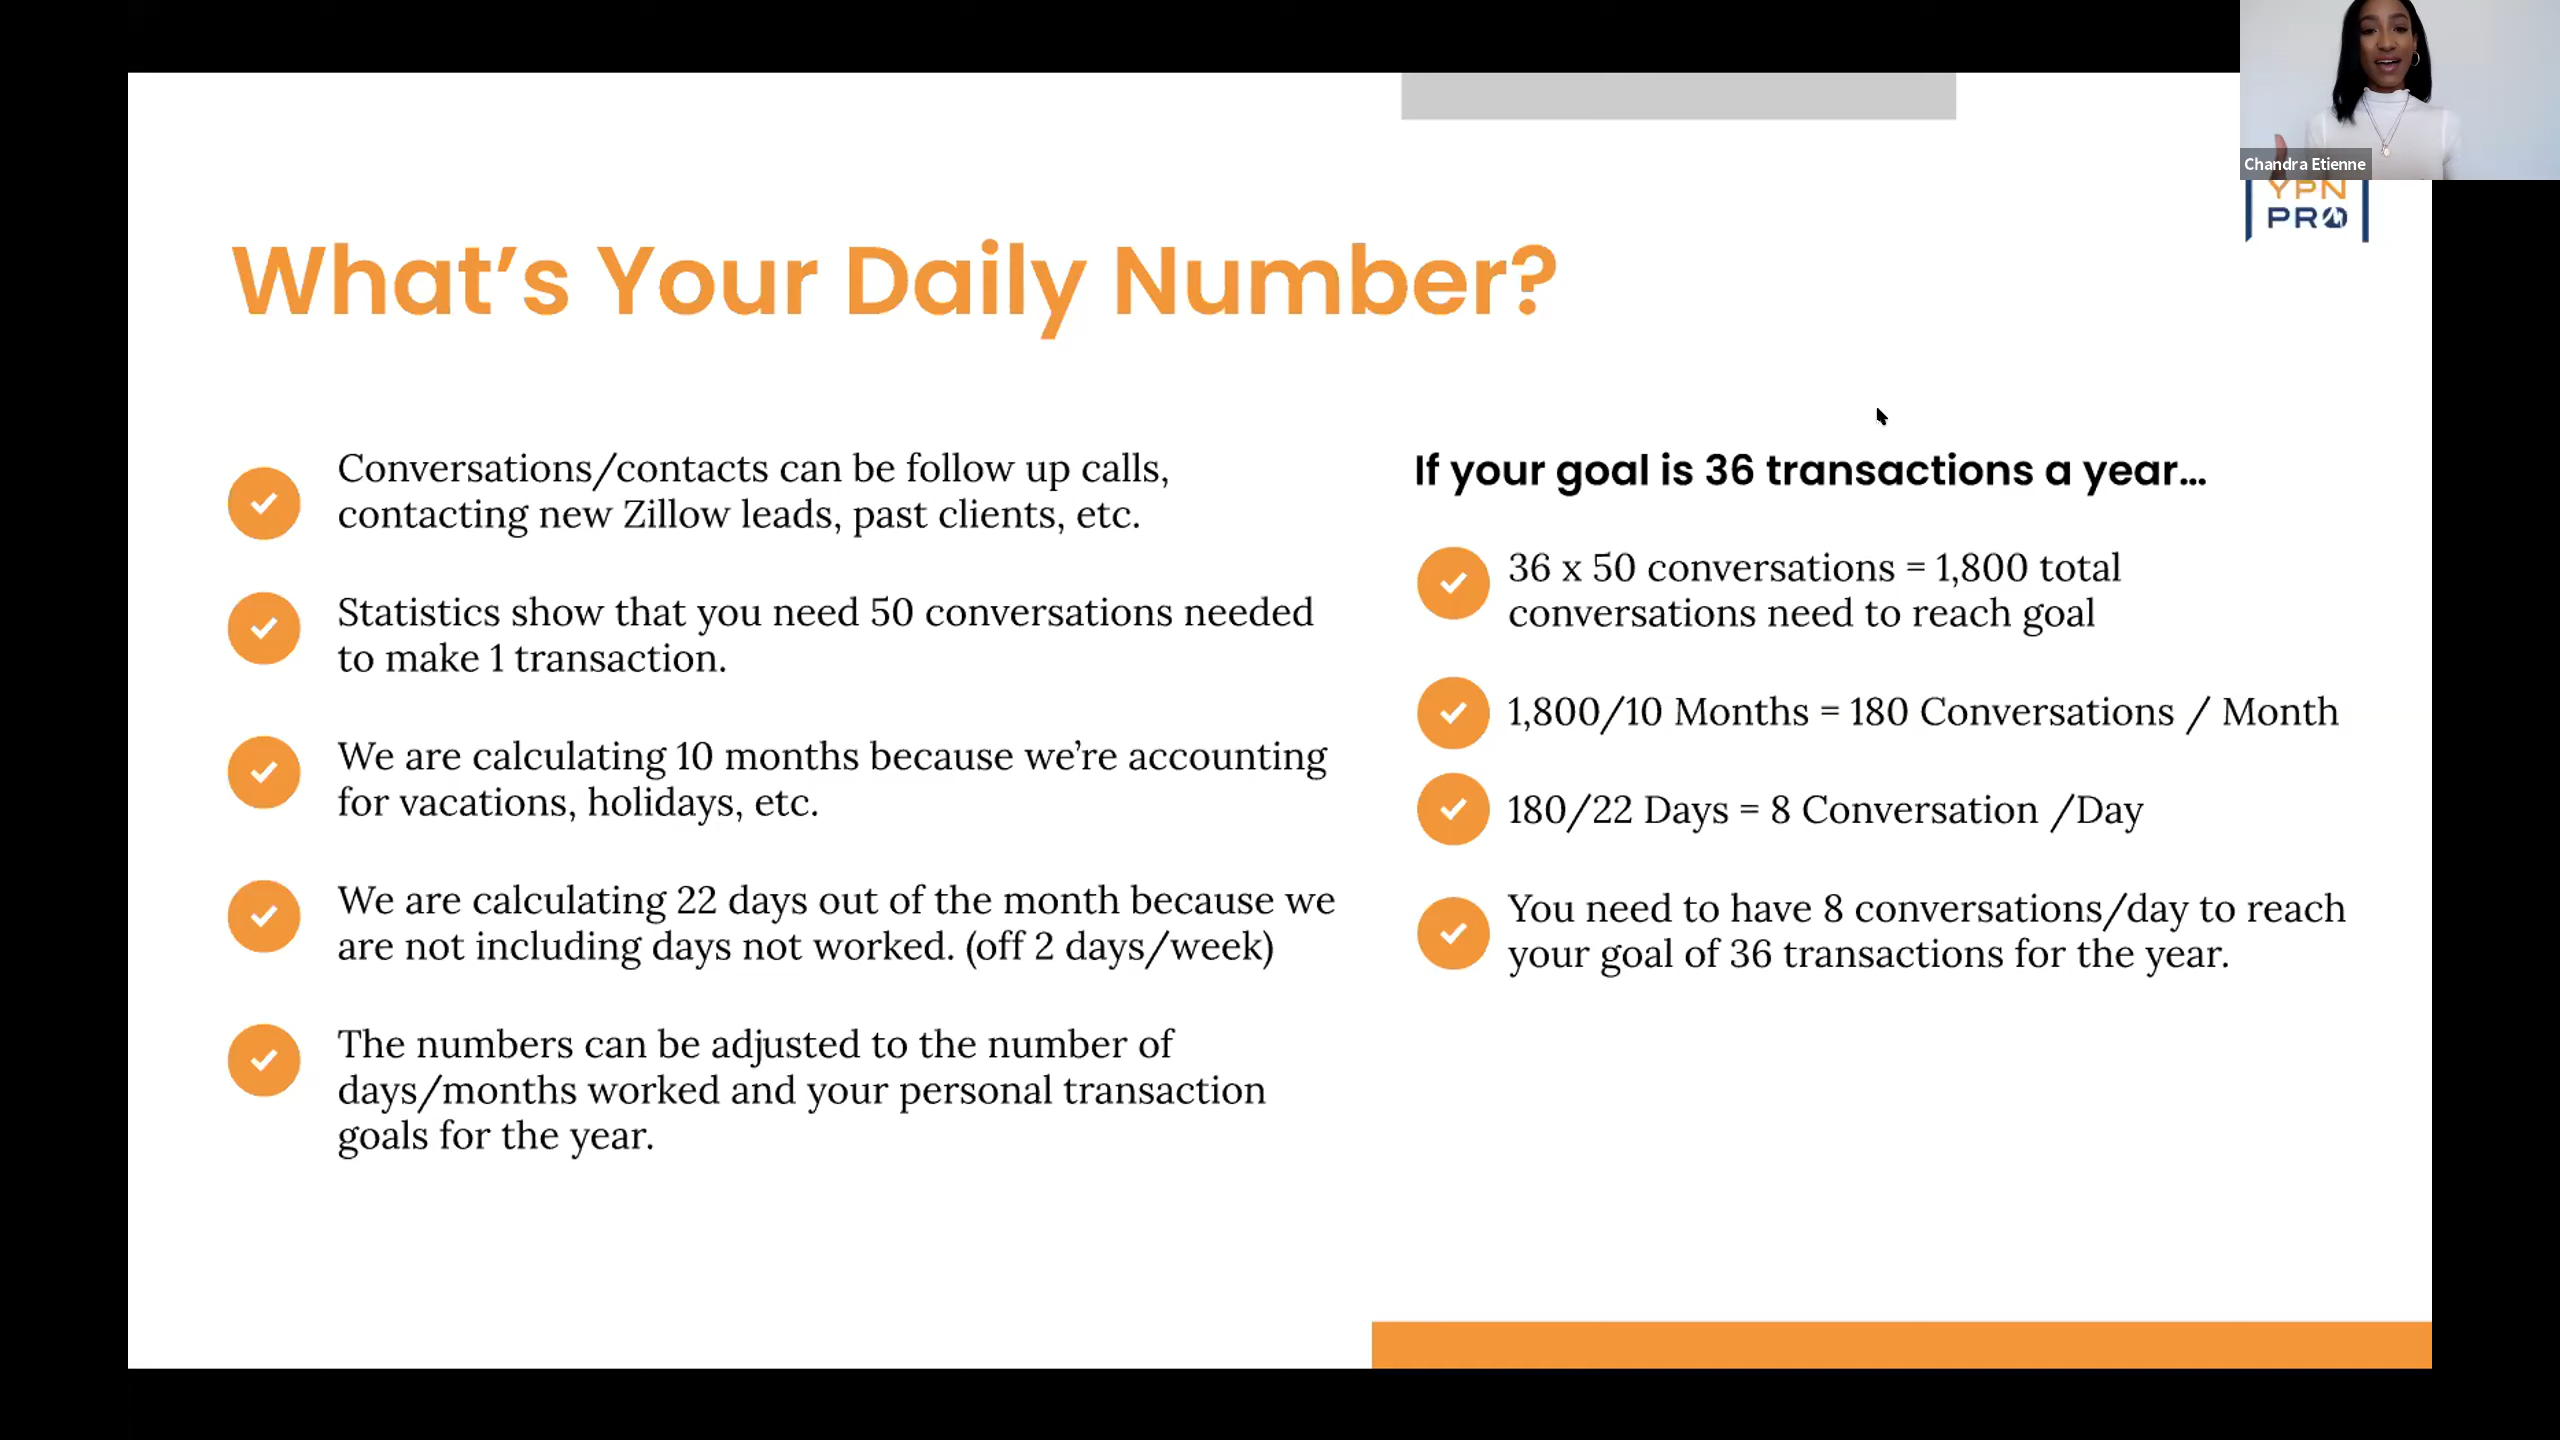 Chandra Etienne
YPN
PRO
What’s Your Daily Number?
Conversations/contacts can be follow up calls,
contacting new Zillow leads, past clients, etc.
Statistics show that you need 50 conversations needed
to make 1 transaction.
We are calculating 10 months because we’re accounting
for vacations, holidays, etc.
We are calculating 22 days out of the month because we
are not including days not worked. (off 2 days/week)
The numbers can be adjusted to the number of
days/months worked and your personal transaction
goals for the year.
If your goal is 36 transactions a year...
36 x 50 conversations = 1,800 total
conversations need to reach goal
1,800/10 Months = 180 Conversations / Month
180/22 Days = 8 Conversation /Day
You need to have 8 conversations/day to reach
your goal of 36 transactions for the year.